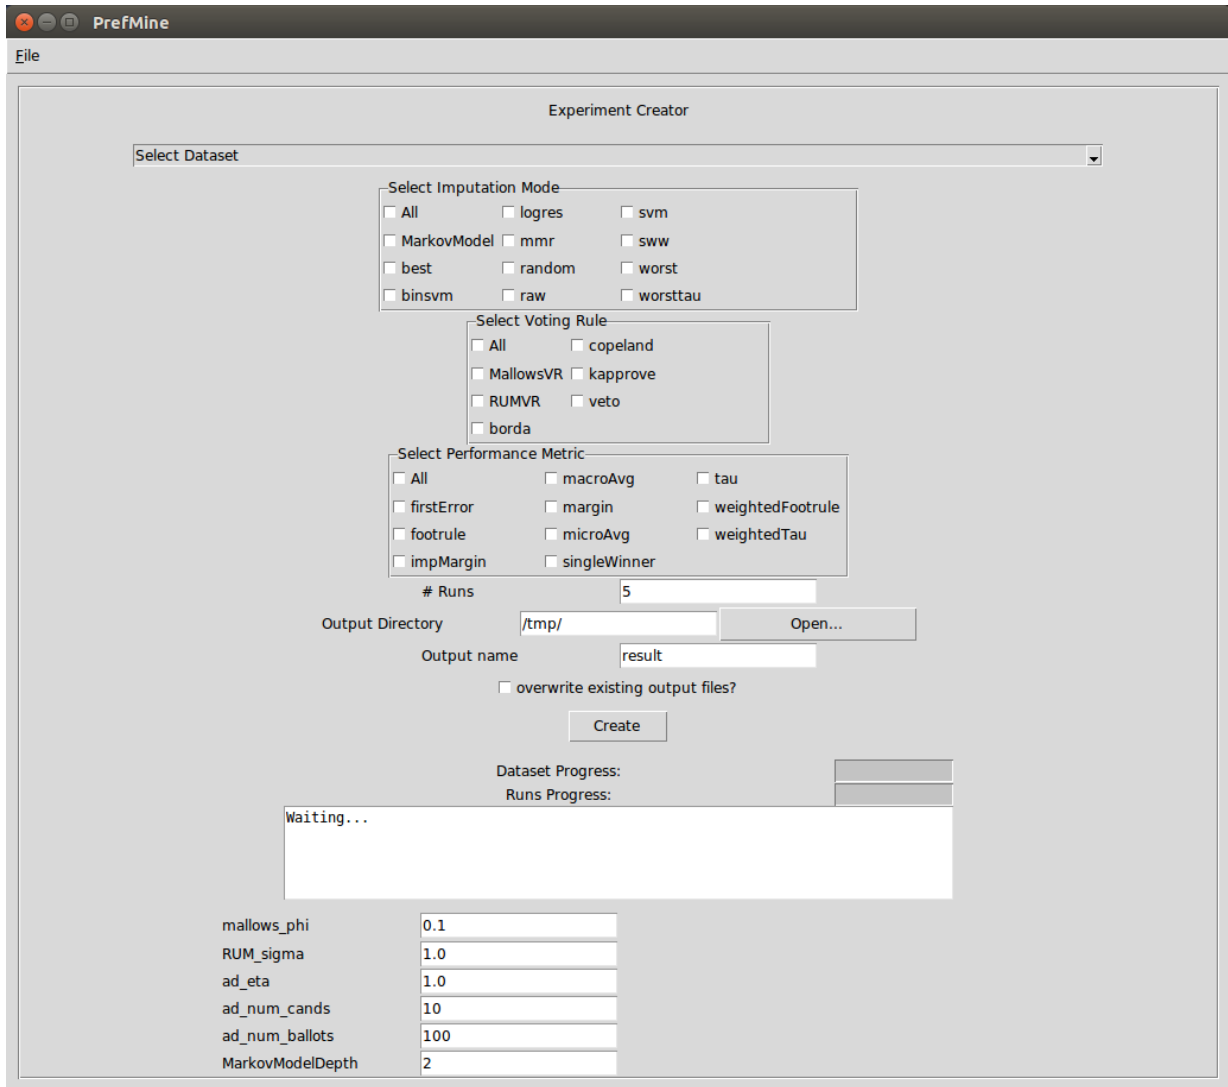 PrefMine
File
Experiment Creator
Select Dataset
Select Imputation Mode
All logres svm
MarkovModel mmr sww
best random worst
binsvm raw worsttau
Select Voting Rule
All copeland
MallowsVR kapprove
RUMVR veto
borda
Select Performance Metric
All macroAvg tau
firstError margin weightedFootrule
footrule microAvg weightedTau
impMargin singleWinner
# Runs 5
Output Directory /tmp/ Open...
Output name result
overwrite existing output files?
Create
Dataset Progress:
Runs Progress:
Waiting...
mallows_phi 0.1
RUM_sigma 1.0
ad_eta 1.0
ad_num_cands 10
ad_num_ballots 100
MarkovModelDepth 2